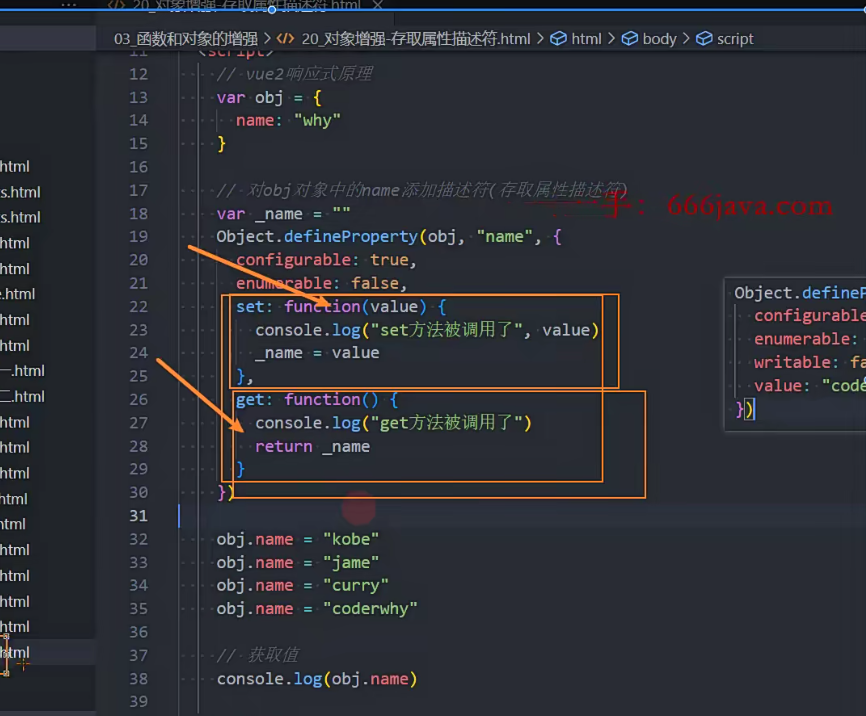 20_对象增强-存取属性描述符.html
03_函数和对象的增强 > 20_对象增强-存取属性描述符.html > html > body > script
11 <script>
12 // vue2响应式原理
13 var obj = {
14 name: "why"
15 }
16
17 // 对obj对象中的name添加描述符(存取属性描述符)
一手: 666java.com
18 var _name = ""
19 Object.defineProperty(obj, "name", {
20 configurable: true,
21 enumerable: false,
22 set: function(value) {
23 console.log("set方法被调用了", value)
24 _name = value
25 },
26 get: function() {
27 console.log("get方法被调用了")
28 return _name
29 }
30 })
31
32 obj.name = "kobe"
33 obj.name = "jame"
34 obj.name = "curry"
35 obj.name = "coderwhy"
36
37 // 获取值
38 console.log(obj.name)
39
html
s.html
s.html
html
html
.html
html
html
一.html
二.html
html
html
html
html
html
html
html
html
html
html
Object.defineP
configurable
enumerable:
writable: fa
value: "code
})